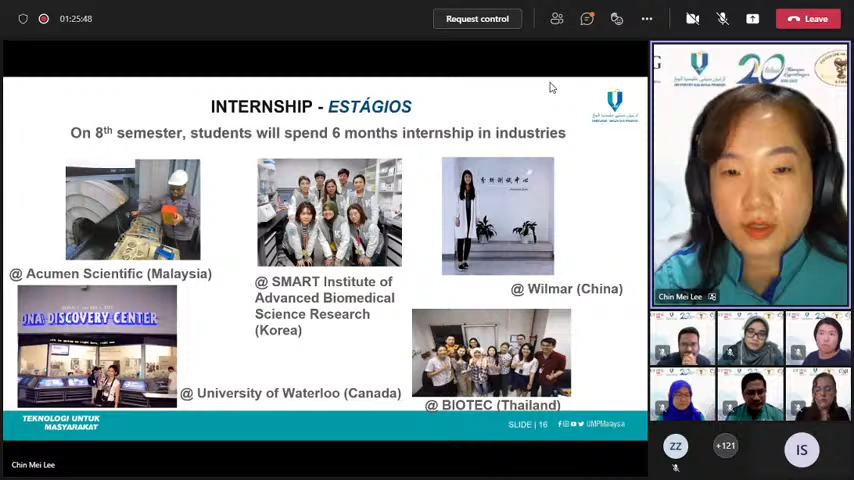 01:25:48
Request control
Leave
INTERNSHIP - ESTÁGIOS
On 8th semester, students will spend 6 months internship in industries
@ Acumen Scientific (Malaysia)
@ SMART Institute of
Advanced Biomedical
Science Research
(Korea)
@ Wilmar (China)
DNA DISCOVERY CENTER
@ University of Waterloo (Canada)
@ BIOTEC (Thailand)
TEKNOLOGI UNTUK
MASYARAKAT
SLIDE | 16
UMPMalaysia
Chin Mei Lee
Chin Mei Lee
20
ZZ
+121
IS